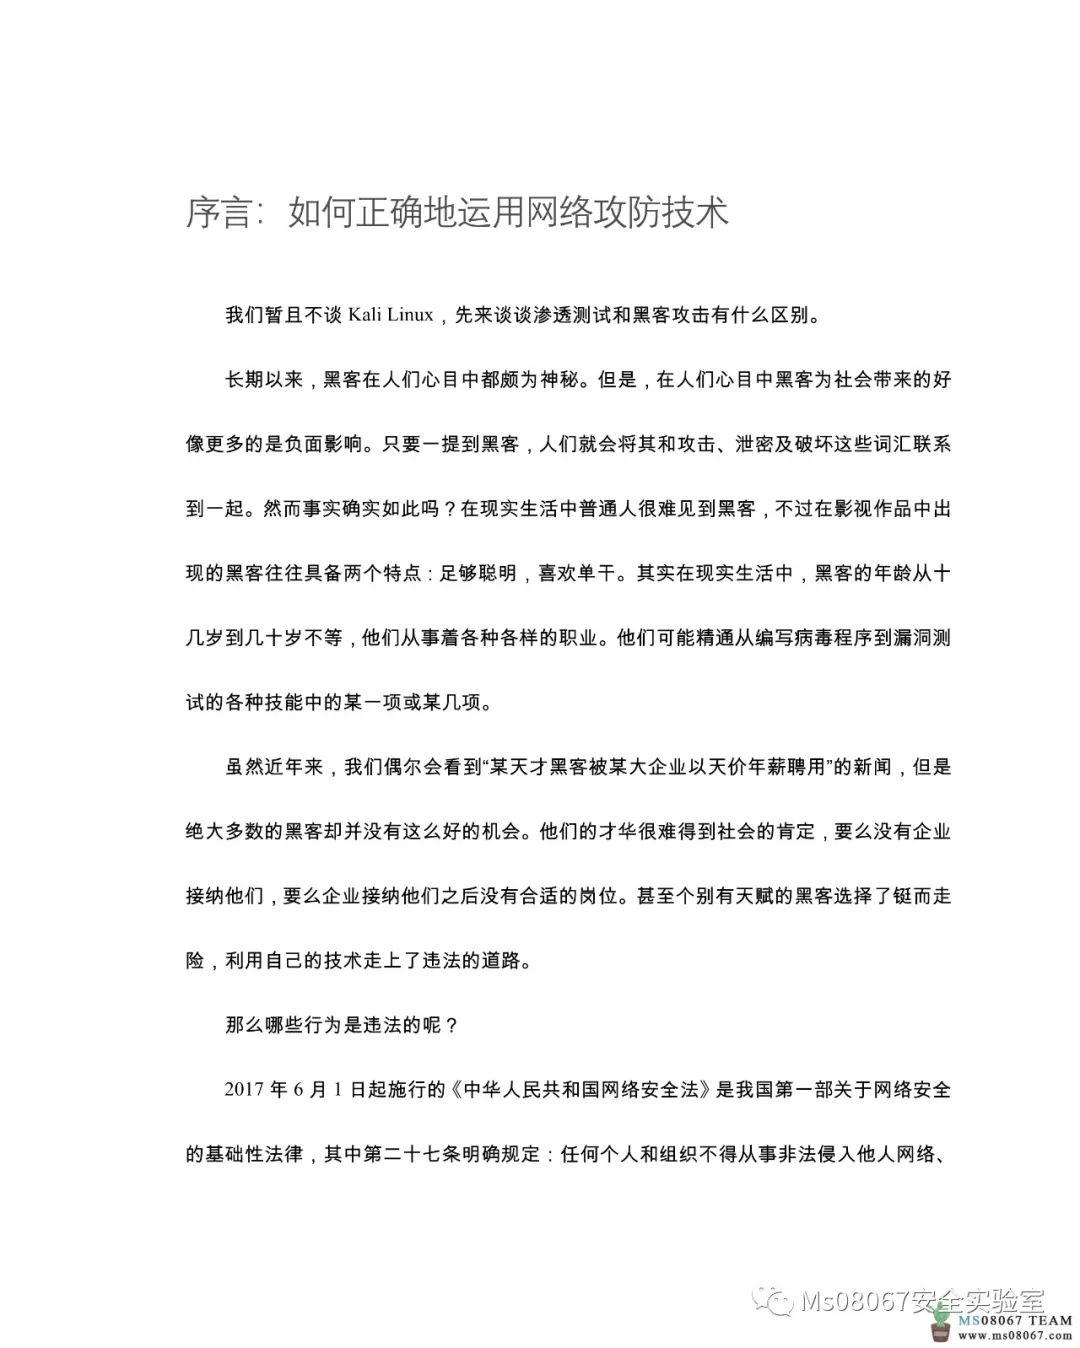 序言：如何正确地运用网络攻防技术
我们暂且不谈 Kali Linux，先来谈谈渗透测试和黑客攻击有什么区别。
长期以来，黑客在人们心目中都颇为神秘。但是，在人们心目中黑客为社会带来的好
像更多的是负面影响。只要一提到黑客，人们就会将其和攻击、泄密及破坏这些词汇联系
到一起。然而事实确实如此吗？在现实生活中普通人很难见到黑客，不过在影视作品中出
现的黑客往往具备两个特点：足够聪明，喜欢单干。其实在现实生活中，黑客的年龄从十
几岁到几十岁不等，他们从事着各种各样的职业。他们可能精通从编写病毒程序到漏洞测
试的各种技能中的某一项或某几项。
虽然近年来，我们偶尔会看到“某天才黑客被某大企业以天价年薪聘用”的新闻，但是
绝大多数的黑客却并没有这么好的机会。他们的才华很难得到社会的肯定，要么没有企业
接纳他们，要么企业接纳他们之后没有合适的岗位。甚至个别有天赋的黑客选择了铤而走
险，利用自己的技术走上了违法的道路。
那么哪些行为是违法的呢？
2017 年 6 月 1 日起施行的《中华人民共和国网络安全法》是我国第一部关于网络安全
的基础性法律，其中第二十七条明确规定：任何个人和组织不得从事非法侵入他人网络、
Ms08067安全实验室
MS08067 TEAM
www.ms08067.com